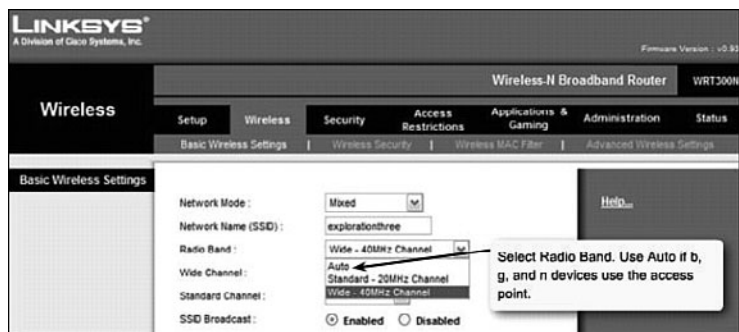 LINKSYS®
A Division of Cisco Systems, Inc.
Firmware Version : v0.93
Wireless-N Broadband Router WRT300N
Wireless
Setup Wireless Security Access Restrictions Applications & Gaming Administration Status
Basic Wireless Settings | Wireless Security | Wireless MAC Filter | Advanced Wireless Settings
Basic Wireless Settings
Help...
Network Mode : Mixed
Network Name (SSID) : explorationthree
Radio Band : Wide - 40MHz Channel
Auto
Standard - 20MHz Channel
Wide - 40MHz Channel
Wide Channel :
Standard Channel :
SSID Broadcast : Enabled Disabled
Select Radio Band. Use Auto if b,
g, and n devices use the access
point.